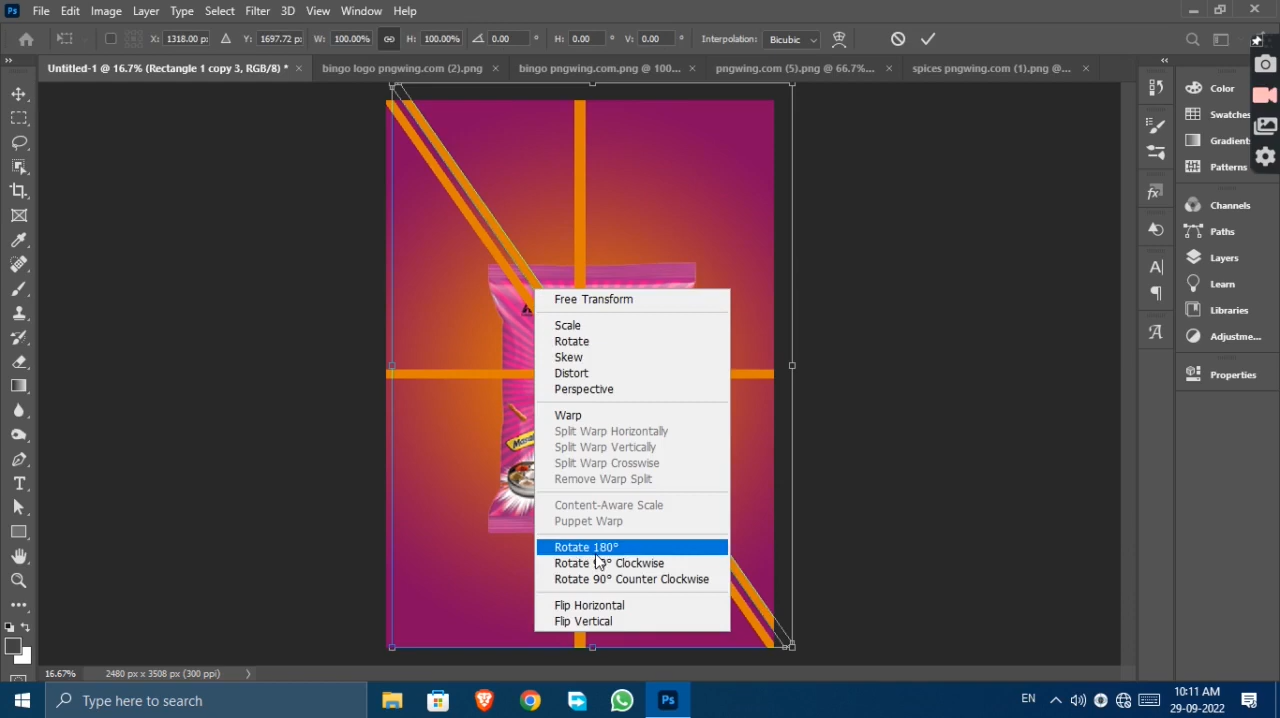 Ps File Edit Image Layer Type Select Filter 3D View Window Help
X: 1318.00 px Y: 1697.72 px W: 100.00% H: 100.00% 0.00 ° H: 0.00 ° V: 0.00 ° Interpolation: Bicubic
Untitled-1 @ 16.7% (Rectangle 1 copy 3, RGB/8) * × bingo logo pngwing.com (2).png × bingo pngwing.com.png @ 100... × pngwing.com (5).png @ 66.7%... × spices pngwing.com (1).png @... ×
Color
Swatches
Gradient
Patterns
Channels
Paths
Layers
Learn
Libraries
Adjustme...
Properties
Free Transform
Scale
Rotate
Skew
Distort
Perspective
Warp
Split Warp Horizontally
Split Warp Vertically
Split Warp Crosswise
Remove Warp Split
Content-Aware Scale
Puppet Warp
Rotate 180°
Rotate 90° Clockwise
Rotate 90° Counter Clockwise
Flip Horizontal
Flip Vertical
16.67% 2480 px x 3508 px (300 ppi)
Type here to search
Ps
EN
10:11 AM
29-09-2022